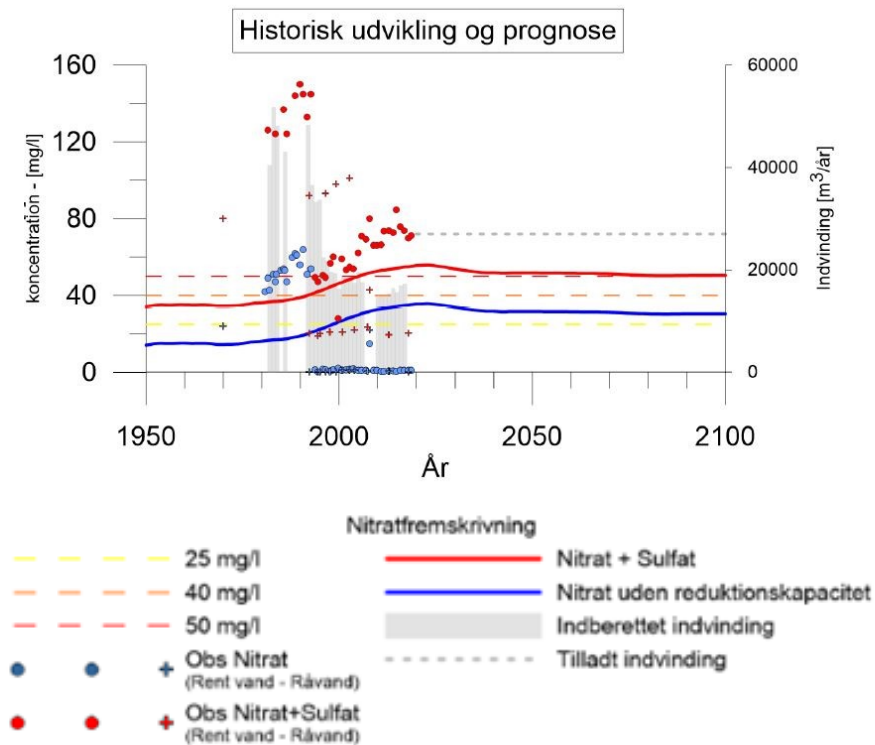 Historisk udvikling og prognose
160
120
80
40
0
koncentration - [mg/l]
60000
40000
20000
0
Indvinding [m³/år]
1950
2000
2050
2100
År
Nitratfremskrivning
25 mg/l
40 mg/l
50 mg/l
Obs Nitrat
(Rent vand - Råvand)
Obs Nitrat+Sulfat
(Rent vand - Råvand)
Nitrat + Sulfat
Nitrat uden reduktionskapacitet
Indberettet indvinding
Tilladt indvinding